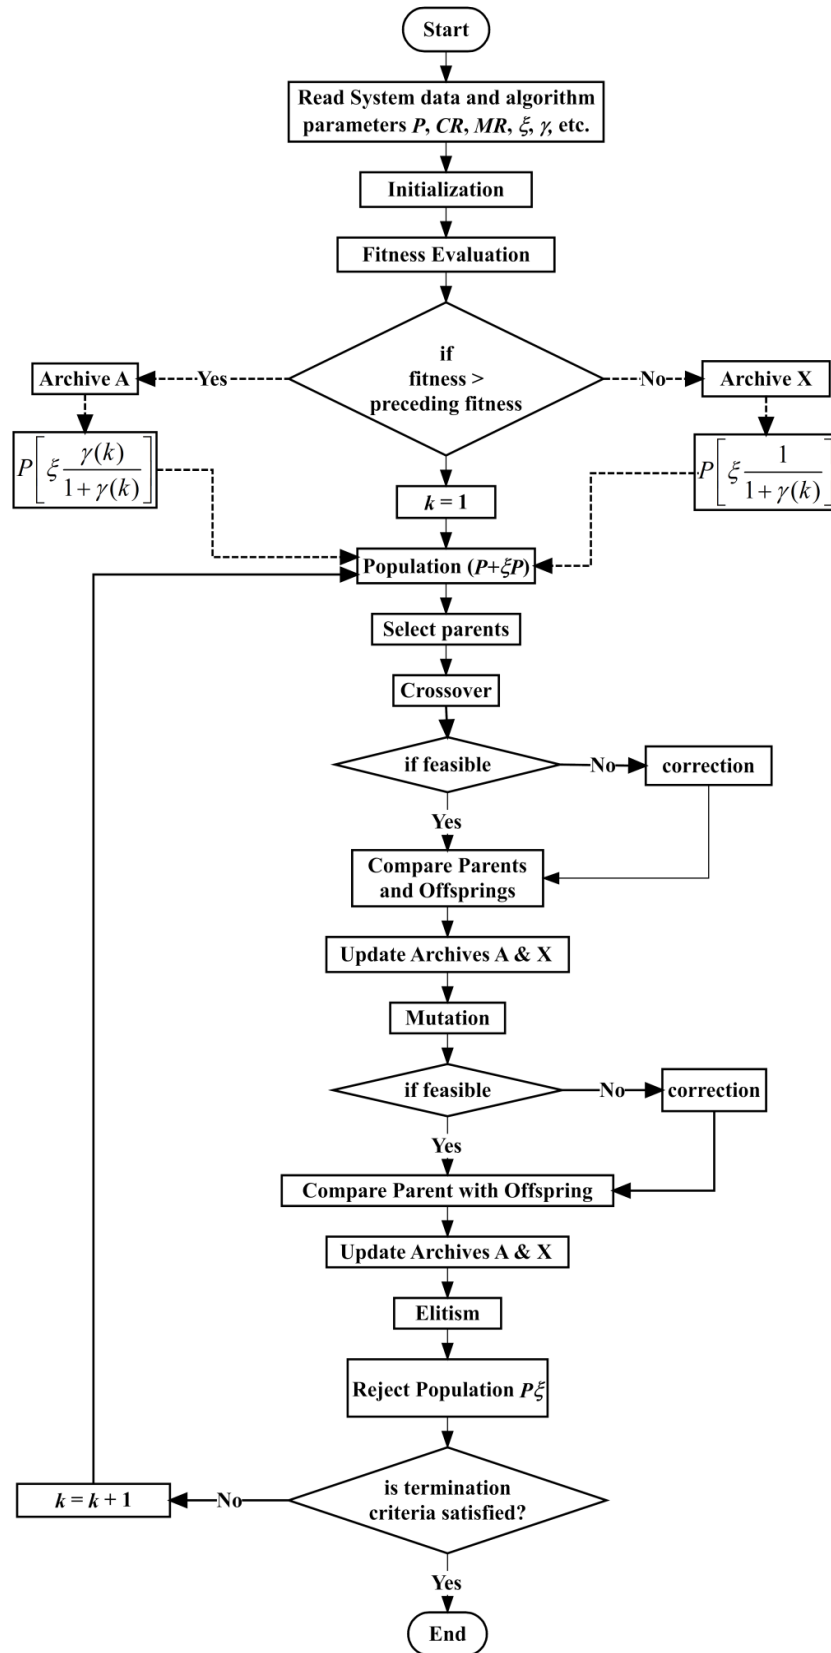 Start
Read System data and algorithm
parameters P, CR, MR, ξ, γ, etc.
Initialization
Fitness Evaluation
if
fitness >
preceding fitness
Yes
No
Archive A
Archive X
P[ξ γ(k)/(1 + γ(k))]
P[ξ 1/(1 + γ(k))]
k = 1
Population (P+ξP)
Select parents
Crossover
if feasible
No
correction
Yes
Compare Parents
and Offsprings
Update Archives A & X
Mutation
if feasible
No
correction
Yes
Compare Parent with Offspring
Update Archives A & X
Elitism
Reject Population Pξ
is termination
criteria satisfied?
No
k = k + 1
Yes
End